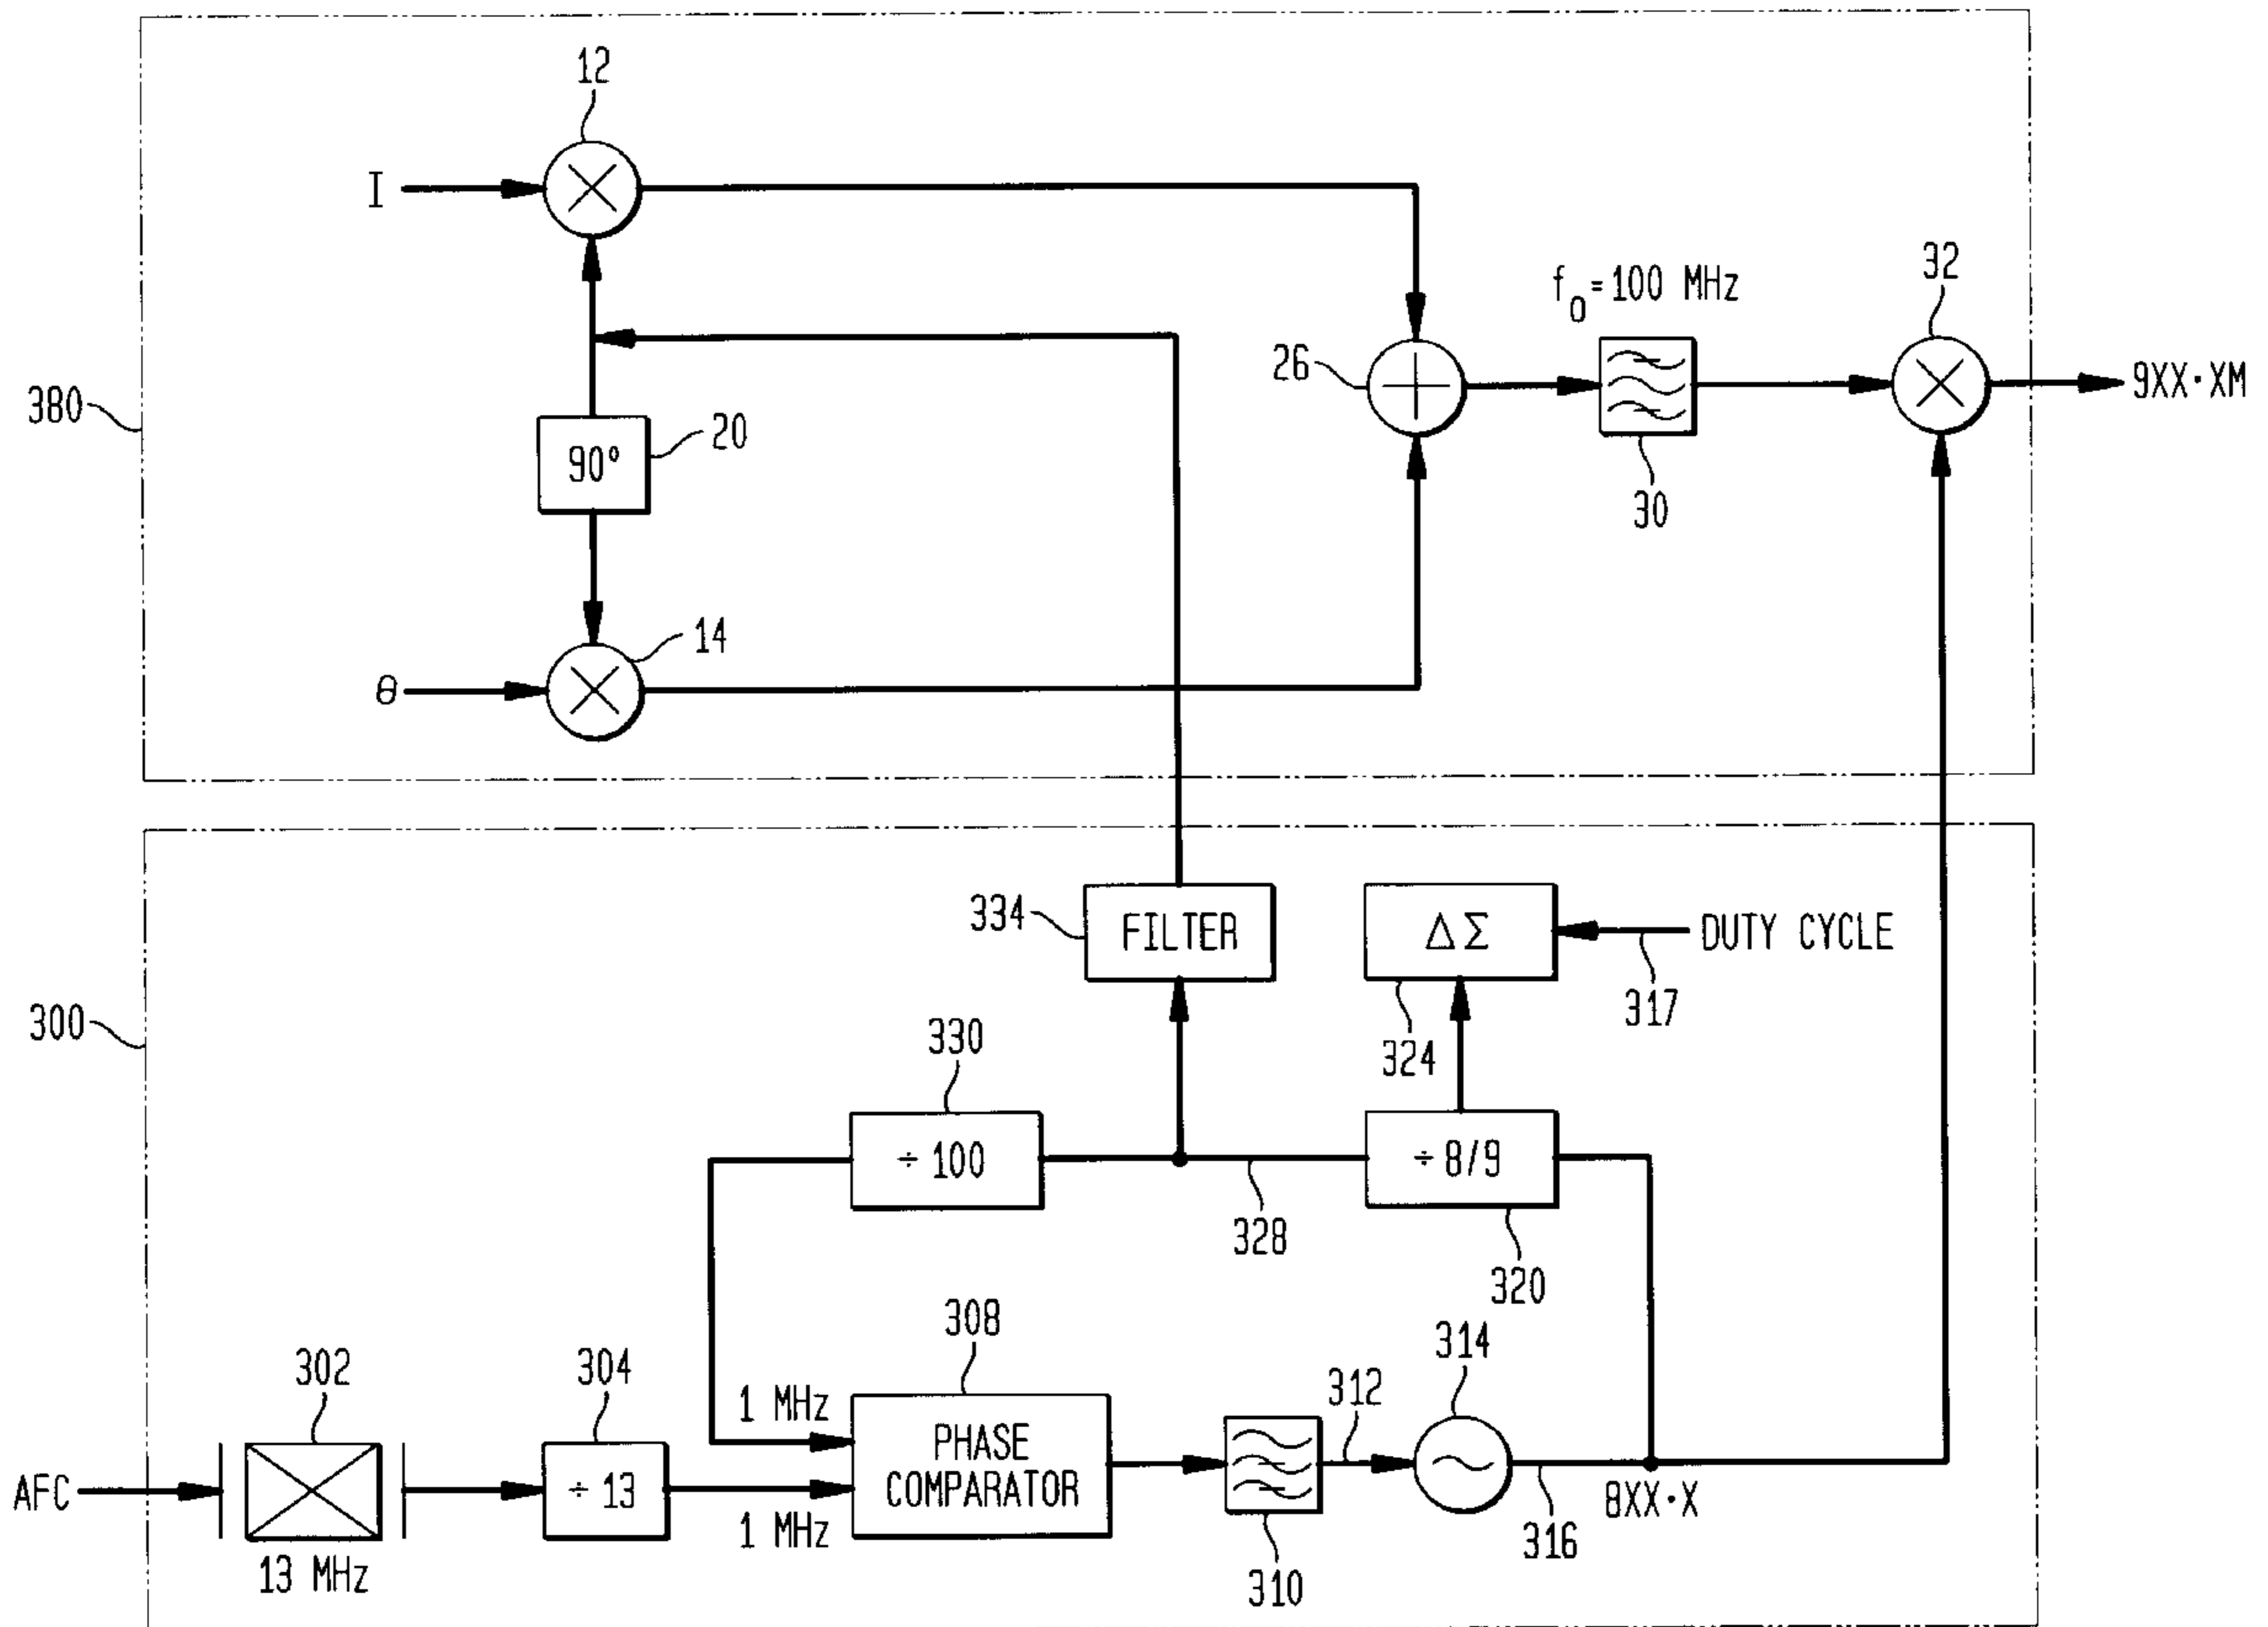 12
I
32
f0 = 100 MHz
26
9XX·XM
380
20
90°
30
14
θ
334
FILTER
ΔΣ
DUTY CYCLE
317
300
330
324
÷ 100
÷ 8/9
328
320
308
314
302
304
312
1 MHz
PHASE
COMPARATOR
AFC
÷ 13
8XX·X
1 MHz
316
13 MHz
310